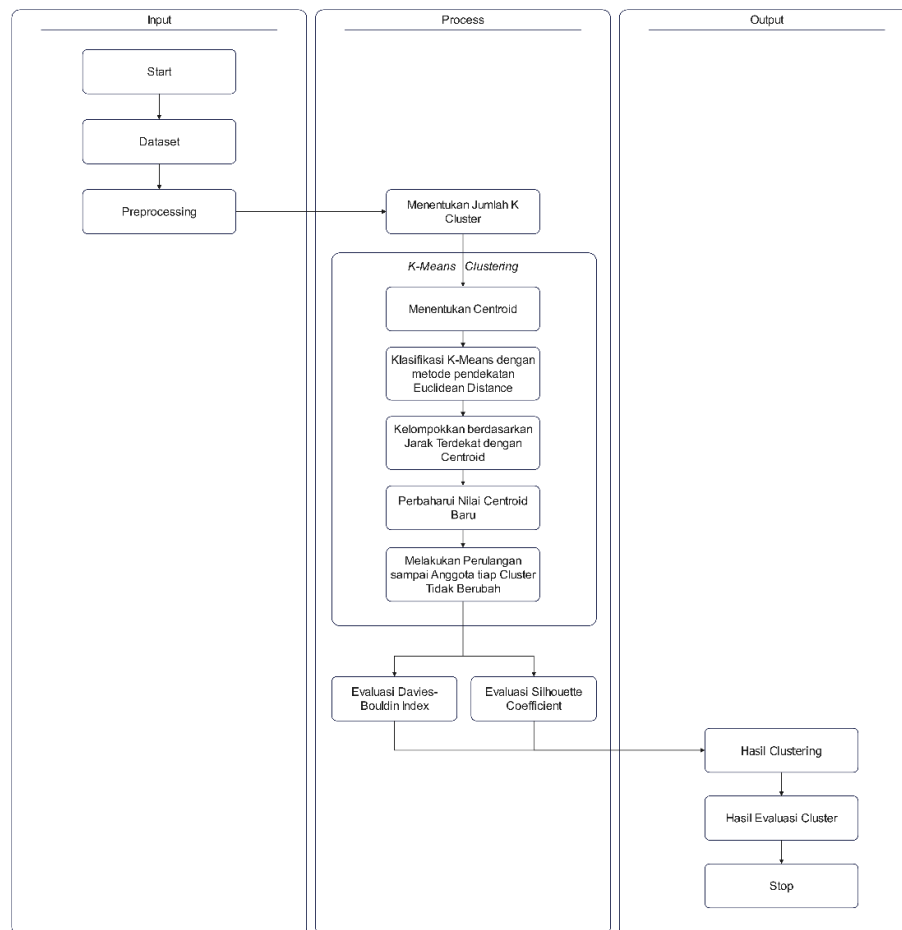 Input
Process
Output
Start
Dataset
Preprocessing
Menentukan Jumlah K
Cluster
K-Means Clustering
Menentukan Centroid
Klasifikasi K-Means dengan
metode pendekatan
Euclidean Distance
Kelompokkan berdasarkan
Jarak Terdekat dengan
Centroid
Perbaharui Nilai Centroid
Baru
Melakukan Perulangan
sampai Anggota tiap Cluster
Tidak Berubah
Evaluasi Davies-
Bouldin Index
Evaluasi Silhouette
Coefficient
Hasil Clustering
Hasil Evaluasi Cluster
Stop